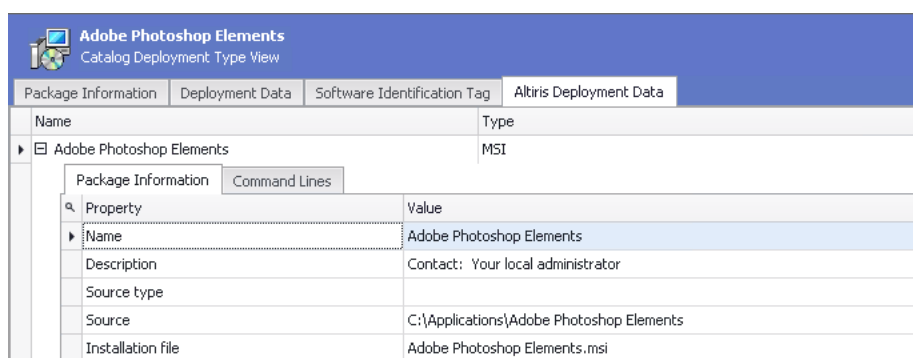 Adobe Photoshop Elements
Catalog Deployment Type View
Package Information Deployment Data Software Identification Tag Altiris Deployment Data
Name Type
Adobe Photoshop Elements MSI
Package Information Command Lines
Property Value
Name Adobe Photoshop Elements
Description Contact: Your local administrator
Source type
Source C:\Applications\Adobe Photoshop Elements
Installation file Adobe Photoshop Elements.msi